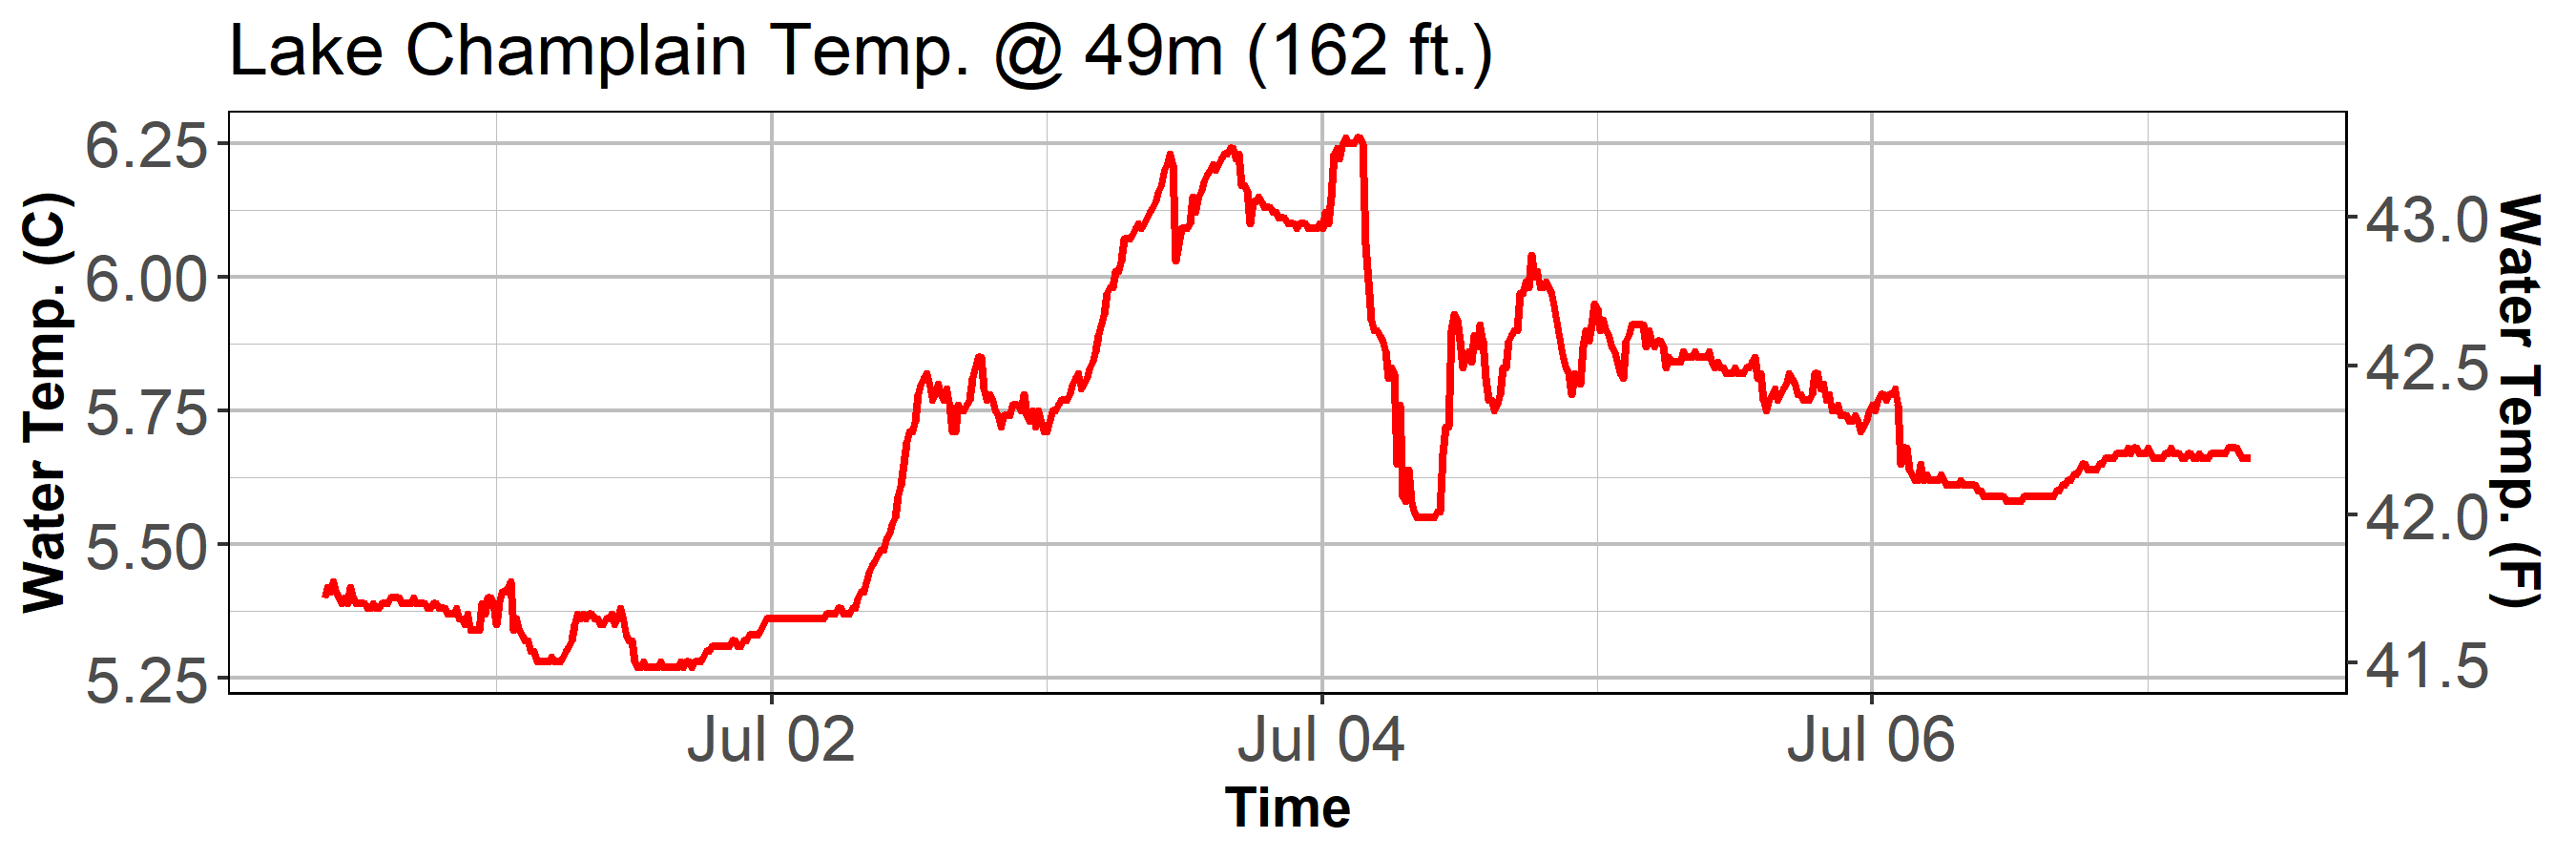 Lake Champlain Temp. @ 49m (162 ft.)
Water Temp. (C)
6.25
6.00
5.75
5.50
5.25
43.0
42.5
42.0
41.5
Water Temp. (F)
Jul 02
Jul 04
Jul 06
Time